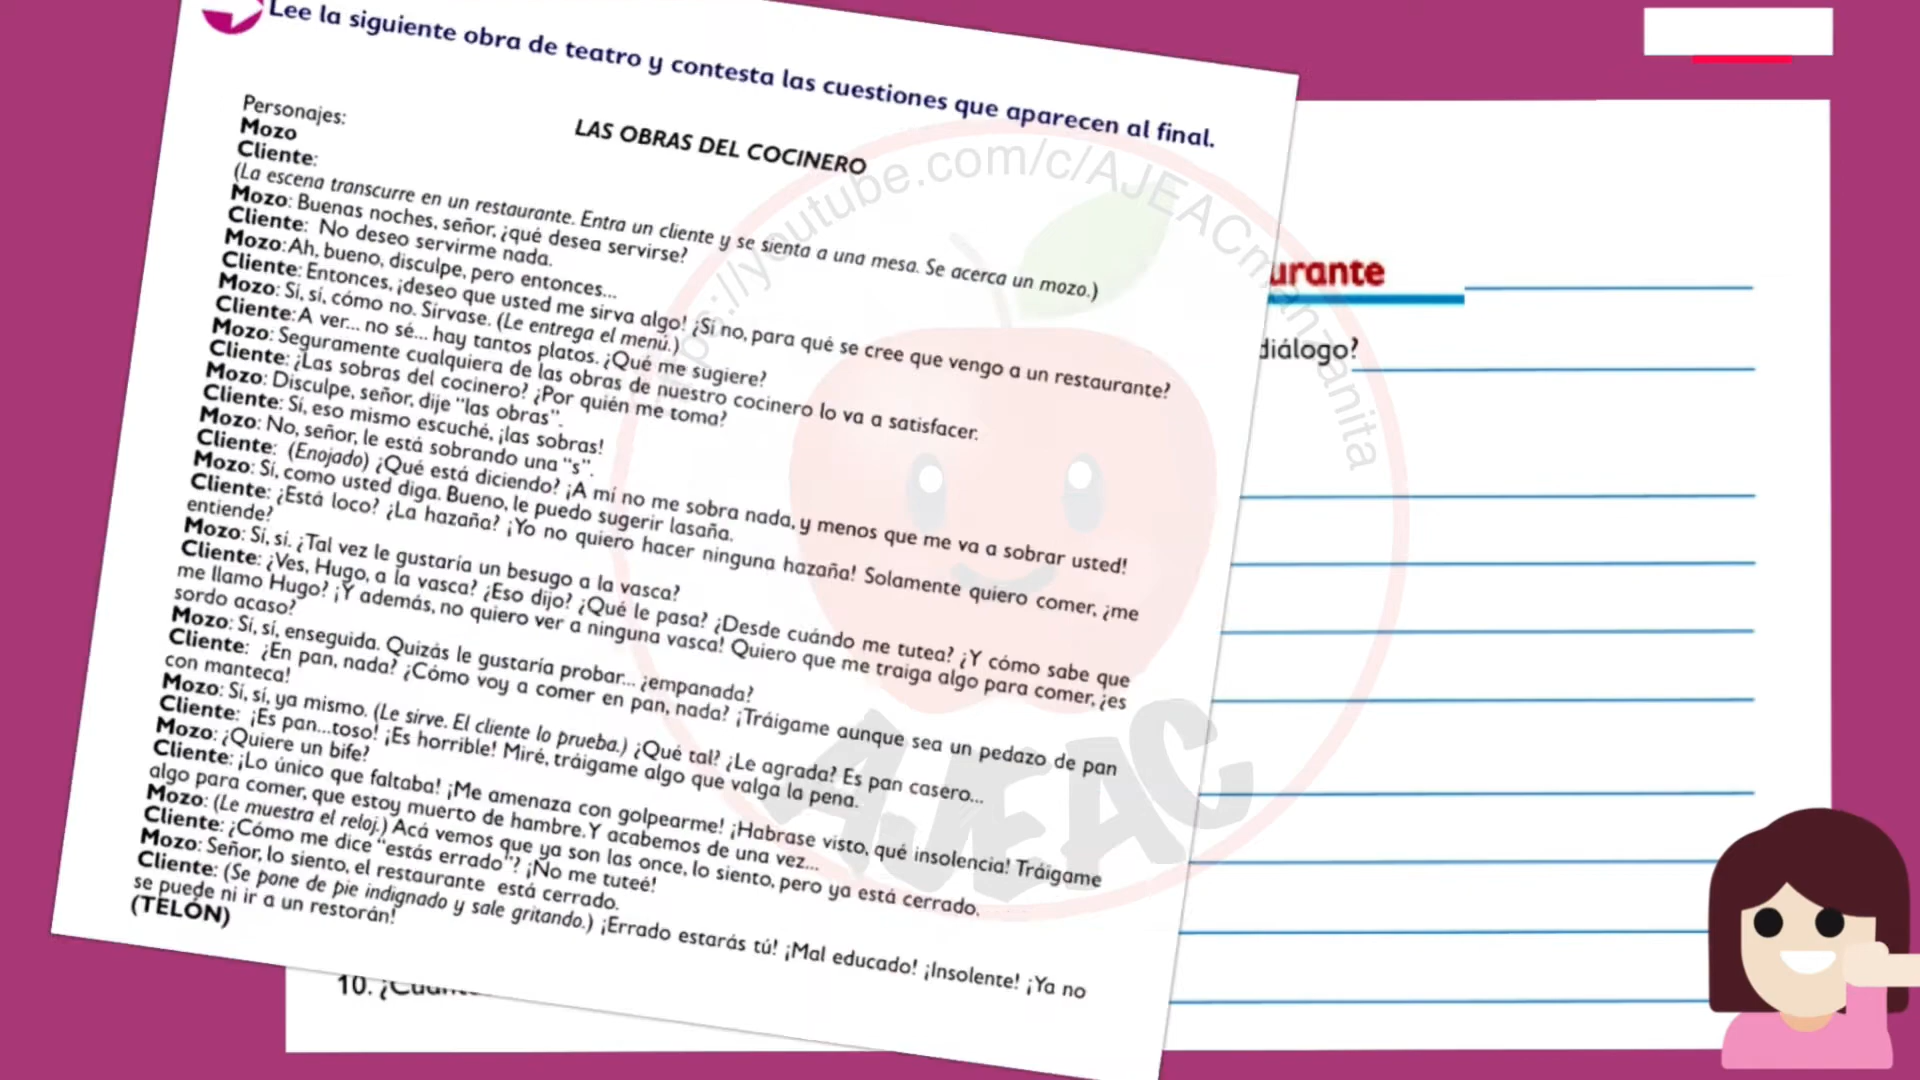 Lee la siguiente obra de teatro y contesta las cuestiones que aparecen al final.
LAS OBRAS DEL COCINERO
Personajes:
Mozo
Cliente:
(La escena transcurre en un restaurante. Entra un cliente y se sienta a una mesa. Se acerca un mozo.)
Mozo: Buenas noches, señor, ¿qué desea servirse?
Cliente: No deseo servirme nada.
Mozo: Ah, bueno, disculpe, pero entonces...
Cliente: Entonces, ¡deseo que usted me sirva algo! ¡Si no, para qué se cree que vengo a un restaurante?
Mozo: Sí, sí, cómo no. Sírvase. (Le entrega el menú.)
Cliente: A ver... no sé... hay tantos platos. ¿Qué me sugiere?
Mozo: Seguramente cualquiera de las obras de nuestro cocinero lo va a satisfacer.
Cliente: ¿Las sobras del cocinero? ¿Por quién me toma?
Mozo: Disculpe, señor, dije "las obras".
Cliente: Sí, eso mismo escuché, ¡las sobras!
Mozo: No, señor, le está sobrando una "s".
Cliente: (Enojado) ¿Qué está diciendo? ¡A mí no me sobra nada, y menos que me va a sobrar usted!
Mozo: Sí, como usted diga. Bueno, le puedo sugerir lasaña.
Cliente: ¿Está loco? ¿La hazaña? ¡Yo no quiero hacer ninguna hazaña! Solamente quiero comer, ¿me
entiende?
Mozo: Sí, sí. ¿Tal vez le gustaría un besugo a la vasca?
Cliente: ¿Ves, Hugo, a la vasca? ¿Eso dijo? ¿Qué le pasa? ¿Desde cuándo me tutea? ¿Y cómo sabe que
me llamo Hugo? ¡Y además, no quiero ver a ninguna vasca! Quiero que me traiga algo para comer, ¿es
sordo acaso?
Mozo: Sí, sí, enseguida. Quizás le gustaría probar... ¿empanada?
Cliente: ¿En pan, nada? ¿Cómo voy a comer en pan, nada? ¡Tráigame aunque sea un pedazo de pan
con manteca!
Mozo: Sí, sí, ya mismo. (Le sirve. El cliente lo prueba.) ¿Qué tal? ¿Le agrada? Es pan casero...
Cliente: ¡Es pan...toso! ¡Es horrible! Miré, tráigame algo que valga la pena.
Mozo: ¿Quiere un bife?
Cliente: ¡Lo único que faltaba! ¡Me amenaza con golpearme! ¡Habrase visto, qué insolencia! Tráigame
algo para comer, que estoy muerto de hambre. Y acabemos de una vez...
Mozo: (Le muestra el reloj.) Acá vemos que ya son las once, lo siento, pero ya está cerrado.
Cliente: ¿Cómo me dice "estás errado"? ¡No me tuteé!
Mozo: Señor, lo siento, el restaurante está cerrado.
Cliente: (Se pone de pie indignado y sale gritando.) ¡Errado estarás tú! ¡Mal educado! ¡Insolente! ¡Ya no
se puede ni ir a un restorán!
(TELÓN)
urante
diálogo?
10.
youtube.com/c/AJEACmanzanita
AJEAC